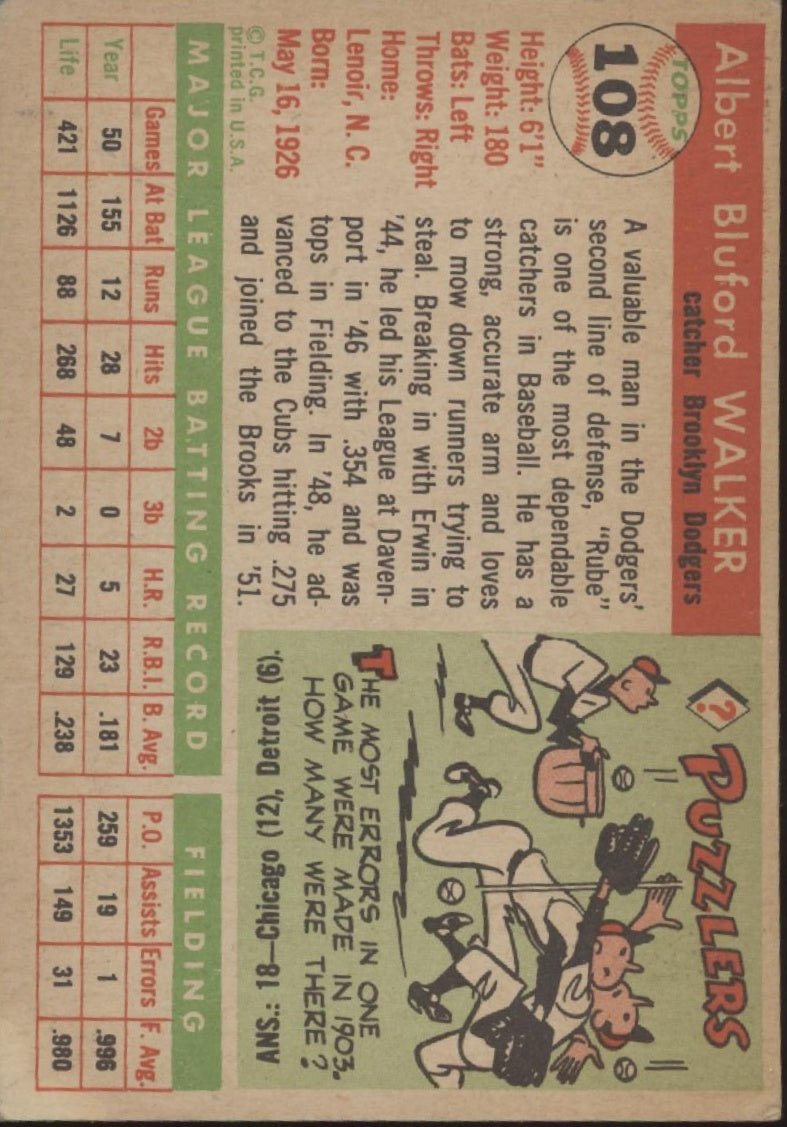 Albert Bluford WALKER
catcher Brooklyn Dodgers
TOPPS
108
Height: 6'1"
Weight: 180
Bats: Left
Throws: Right
Home:
Lenoir, N. C.
Born:
May 16, 1926
© T.C.G.
printed in U.S.A.
A valuable man in the Dodgers'
second line of defense, "Rube"
is one of the most dependable
catchers in Baseball. He has a
strong, accurate arm and loves
to mow down runners trying to
steal. Breaking in with Erwin in
'44, he led his League at Daven-
port in '46 with .354 and was
tops in Fielding. In '48, he ad-
vanced to the Cubs hitting .275
and joined the Brooks in '51.
?
PUZZLERS
THE MOST ERRORS IN ONE
GAME WERE MADE IN 1903.
HOW MANY WERE THERE?
ANS.: 18—Chicago (12), Detroit (6).
MAJOR LEAGUE BATTING RECORD
FIELDING
Games At Bat Runs Hits 2b 3b H.R. R.B.I. B. Avg. P.O. Assists Errors F. Avg.
Year 50 155 12 28 7 0 5 23 .181 259 19 1 .996
Life 421 1126 88 268 48 2 27 129 .238 1353 149 31 .980